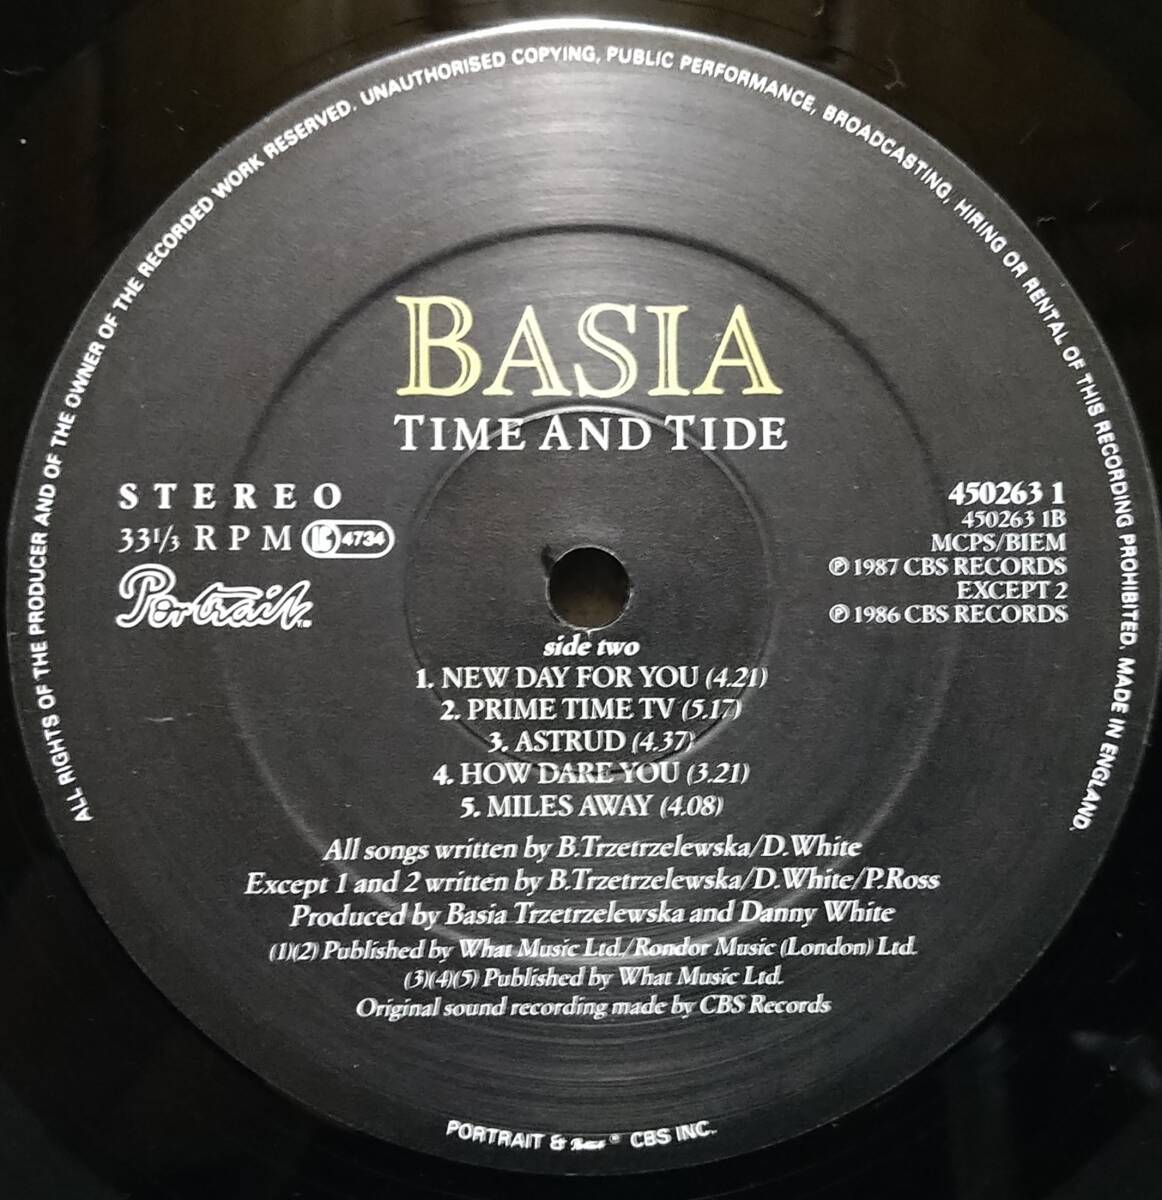 ALL RIGHTS OF THE PRODUCER AND OF THE OWNER OF THE RECORDED WORK RESERVED. UNAUTHORISED COPYING, PUBLIC PERFORMANCE, BROADCASTING, HIRING OR RENTAL OF THIS RECORDING PROHIBITED. MADE IN ENGLAND.
BASIA
TIME AND TIDE
STEREO
33 1/3 RPM LC 4734
Portrait
450263 1
450263 1B
MCPS/BIEM
℗ 1987 CBS RECORDS
EXCEPT 2
℗ 1986 CBS RECORDS
side two
1. NEW DAY FOR YOU (4.21)
2. PRIME TIME TV (5.17)
3. ASTRUD (4.37)
4. HOW DARE YOU (3.21)
5. MILES AWAY (4.08)
All songs written by B.Trzetrzelewska/D.White
Except 1 and 2 written by B.Trzetrzelewska/D.White/P.Ross
Produced by Basia Trzetrzelewska and Danny White
(1)(2) Published by What Music Ltd./Rondor Music (London) Ltd.
(3)(4)(5) Published by What Music Ltd.
Original sound recording made by CBS Records
PORTRAIT & ® CBS INC.